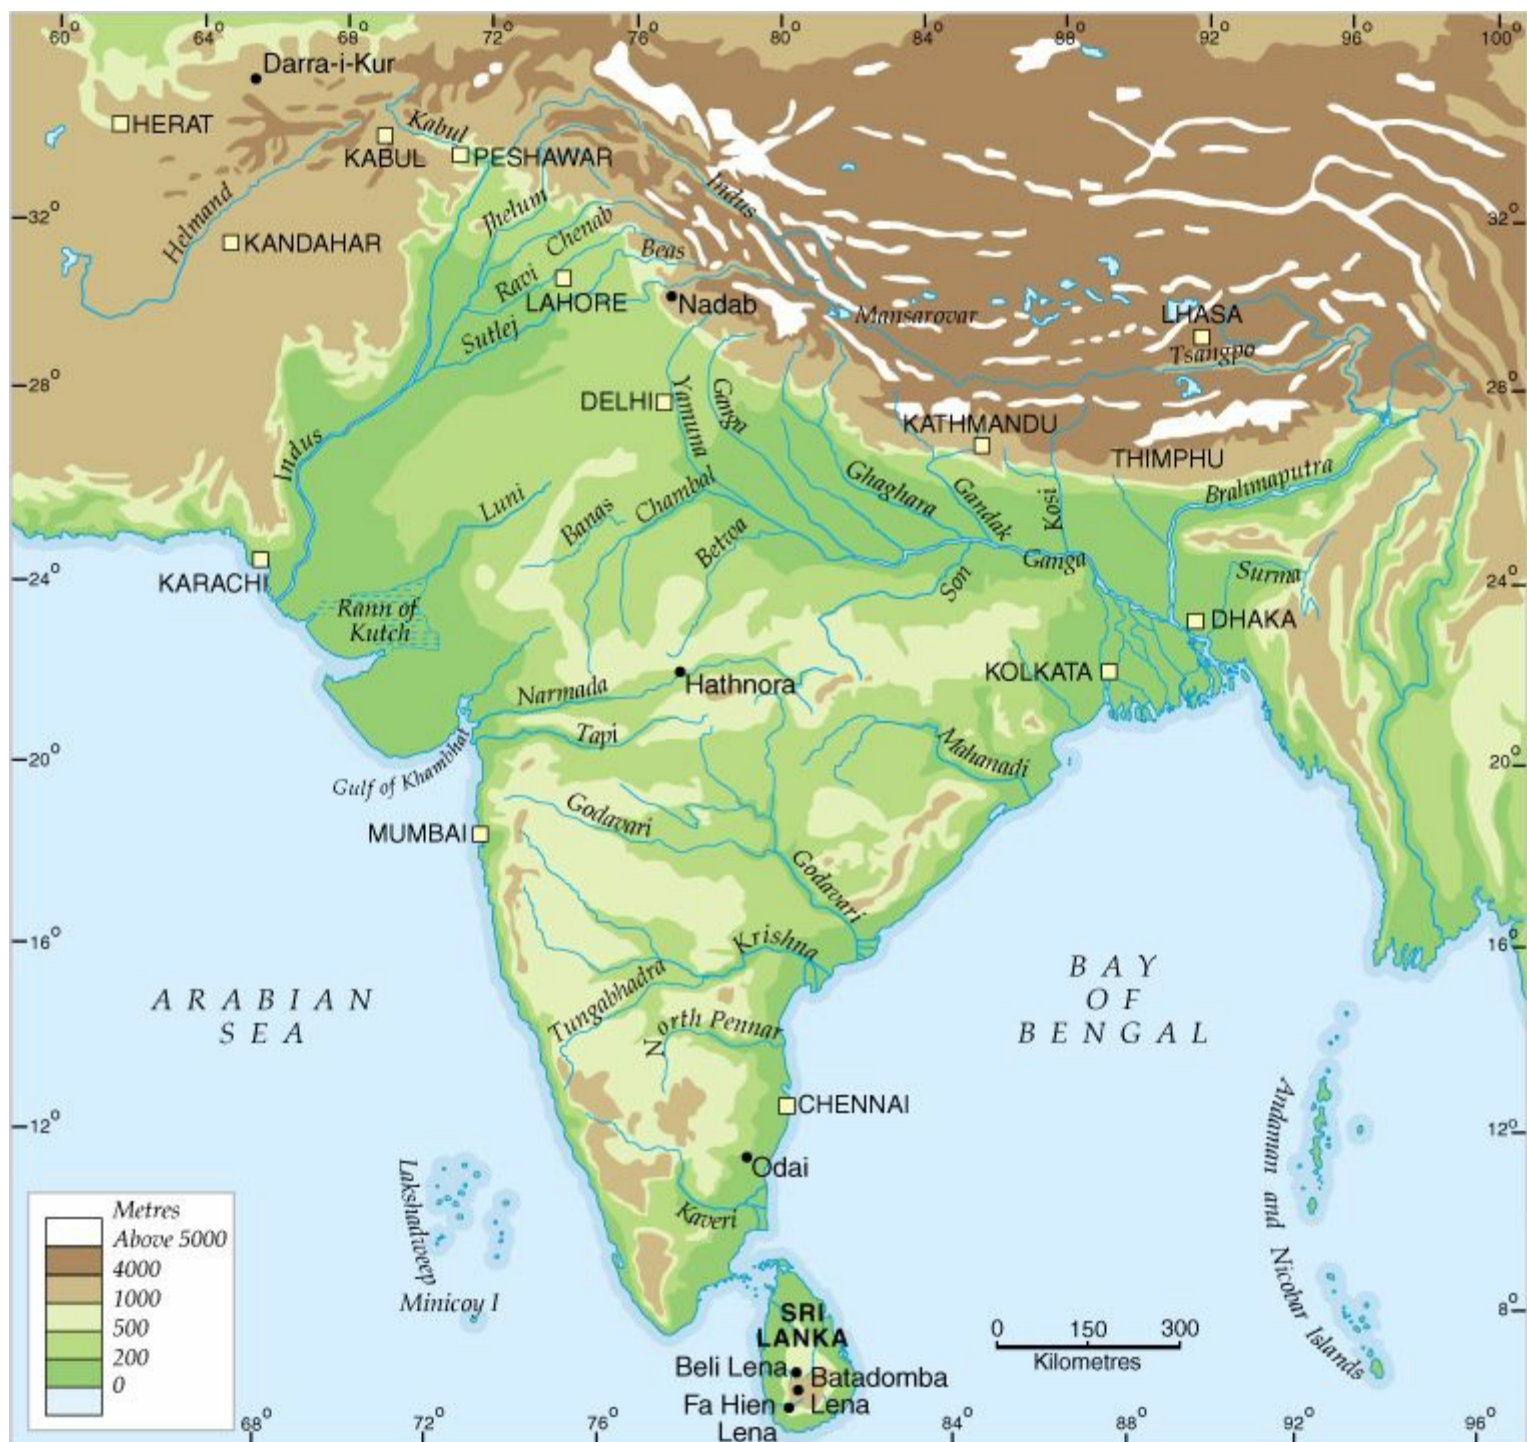 60° 64° 68° 72° 76° 80° 84° 88° 92° 96° 100°
Darra-i-Kur
HERAT
Kabul
KABUL
PESHAWAR
Helmand
32°
KANDAHAR
Jhelum
Indus
Chenab
32°
Ravi
Beas
LAHORE
Nadab
Sutlej
Mansarovar
LHASA
Tsangpo
28°
DELHI
Yamuna
Ganga
KATHMANDU
28°
THIMPHU
Indus
Luni
Banas
Chambal
Betwa
Ghaghara
Gandak
Kosi
Brahmaputra
KARACHI
24°
Rann of
Kutch
Son
Ganga
Surma
24°
DHAKA
KOLKATA
Narmada
Hathnora
Tapi
Mahanadi
20°
Gulf of Khambhat
20°
MUMBAI
Godavari
Godavari
16°
Krishna
16°
Tungabhadra
North Pennar
ARABIAN
SEA
BAY
OF
BENGAL
CHENNAI
12°
Odai
12°
Lakshadweep
Kaveri
Andaman and Nicobar Islands
Minicoy I
8°
SRI
LANKA
Beli Lena
Batadomba
Lena
Fa Hien
Lena
0 150 300
Kilometres
Metres
Above 5000
4000
1000
500
200
0
68° 72° 76° 84° 88° 92° 96°